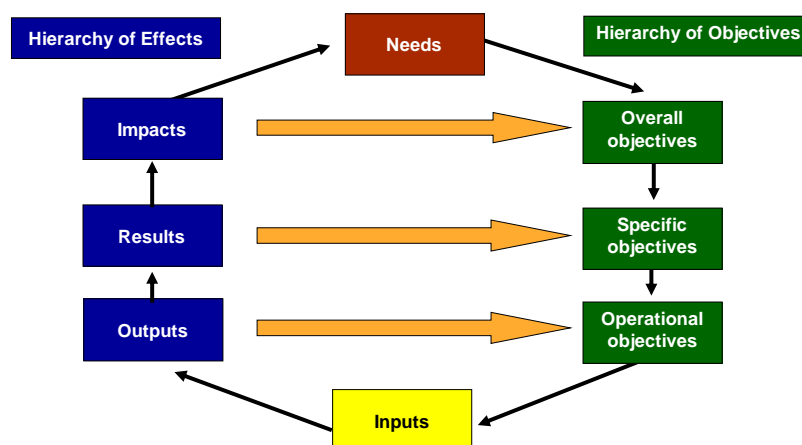 Hierarchy of Effects
Needs
Hierarchy of Objectives
Impacts
Overall
objectives
Results
Specific
objectives
Outputs
Operational
objectives
Inputs